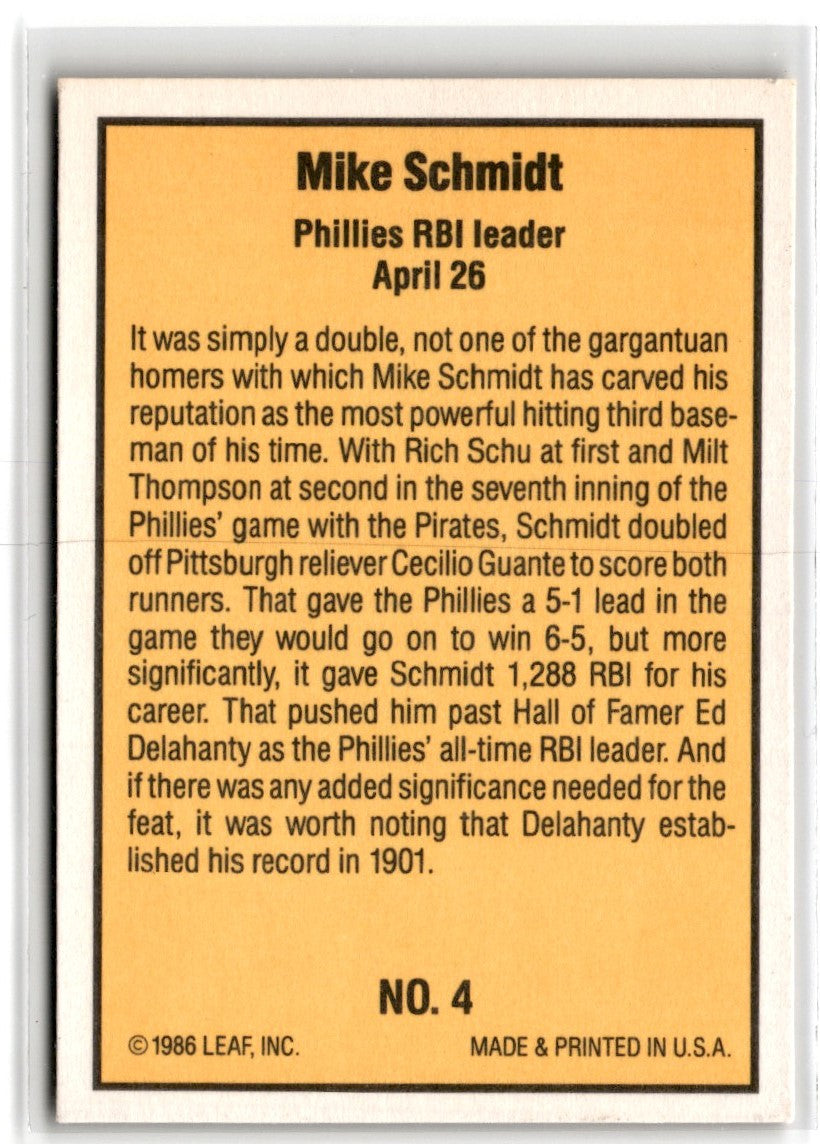 Mike Schmidt
Phillies RBI leader
April 26
It was simply a double, not one of the gargantuan
homers with which Mike Schmidt has carved his
reputation as the most powerful hitting third base-
man of his time. With Rich Schu at first and Milt
Thompson at second in the seventh inning of the
Phillies' game with the Pirates, Schmidt doubled
off Pittsburgh reliever Cecilio Guante to score both
runners. That gave the Phillies a 5-1 lead in the
game they would go on to win 6-5, but more
significantly, it gave Schmidt 1,288 RBI for his
career. That pushed him past Hall of Famer Ed
Delahanty as the Phillies' all-time RBI leader. And
if there was any added significance needed for the
feat, it was worth noting that Delahanty estab-
lished his record in 1901.
NO. 4
© 1986 LEAF, INC. MADE & PRINTED IN U.S.A.